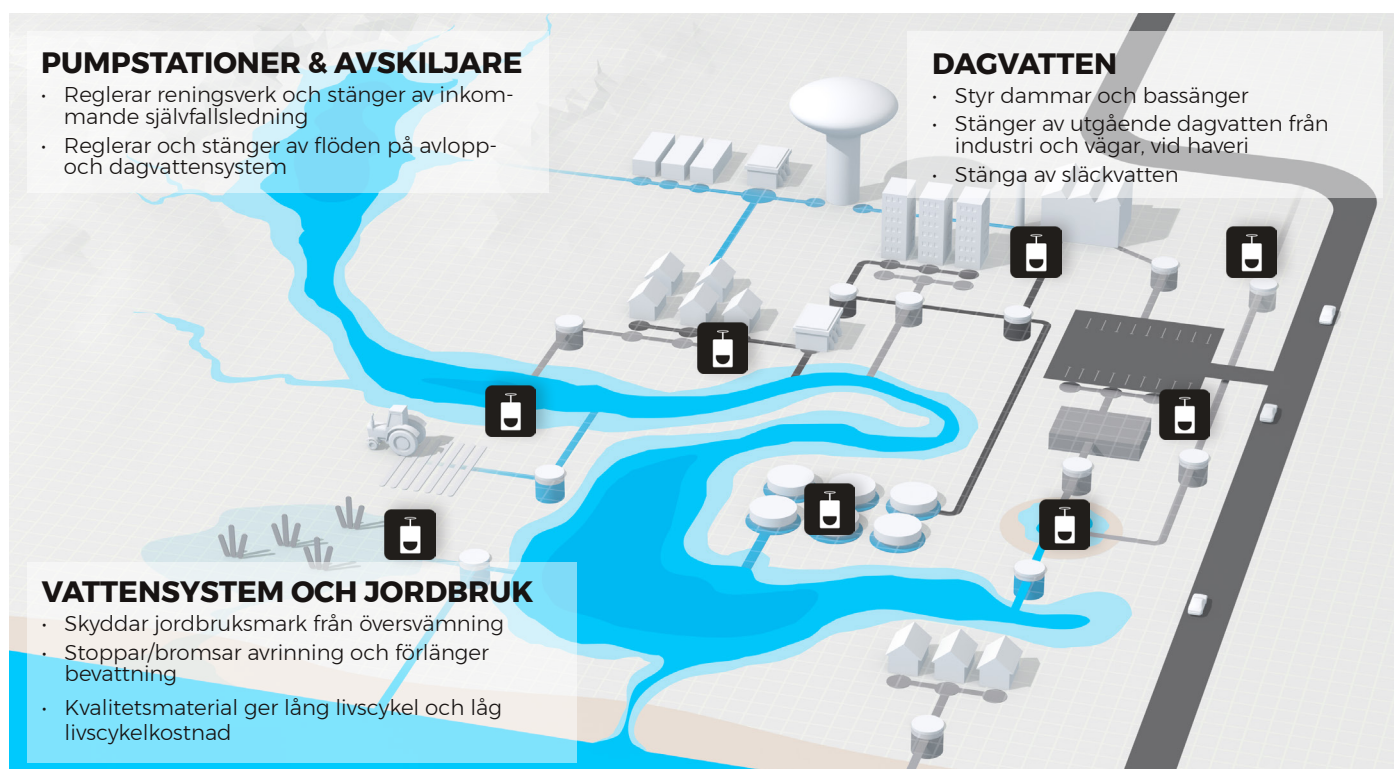 PUMPSTATIONER & AVSKILJARE
· Reglerar reningsverk och stänger av inkom-
mande självfallsledning
· Reglerar och stänger av flöden på avlopp-
och dagvattensystem
DAGVATTEN
· Styr dammar och bassänger
· Stänger av utgående dagvatten från
industri och vägar, vid haveri
· Stänga av släckvatten
VATTENSYSTEM OCH JORDBRUK
· Skyddar jordbruksmark från översvämning
· Stoppar/bromsar avrinning och förlänger
bevattning
· Kvalitetsmaterial ger lång livscykel och låg
livscykelkostnad